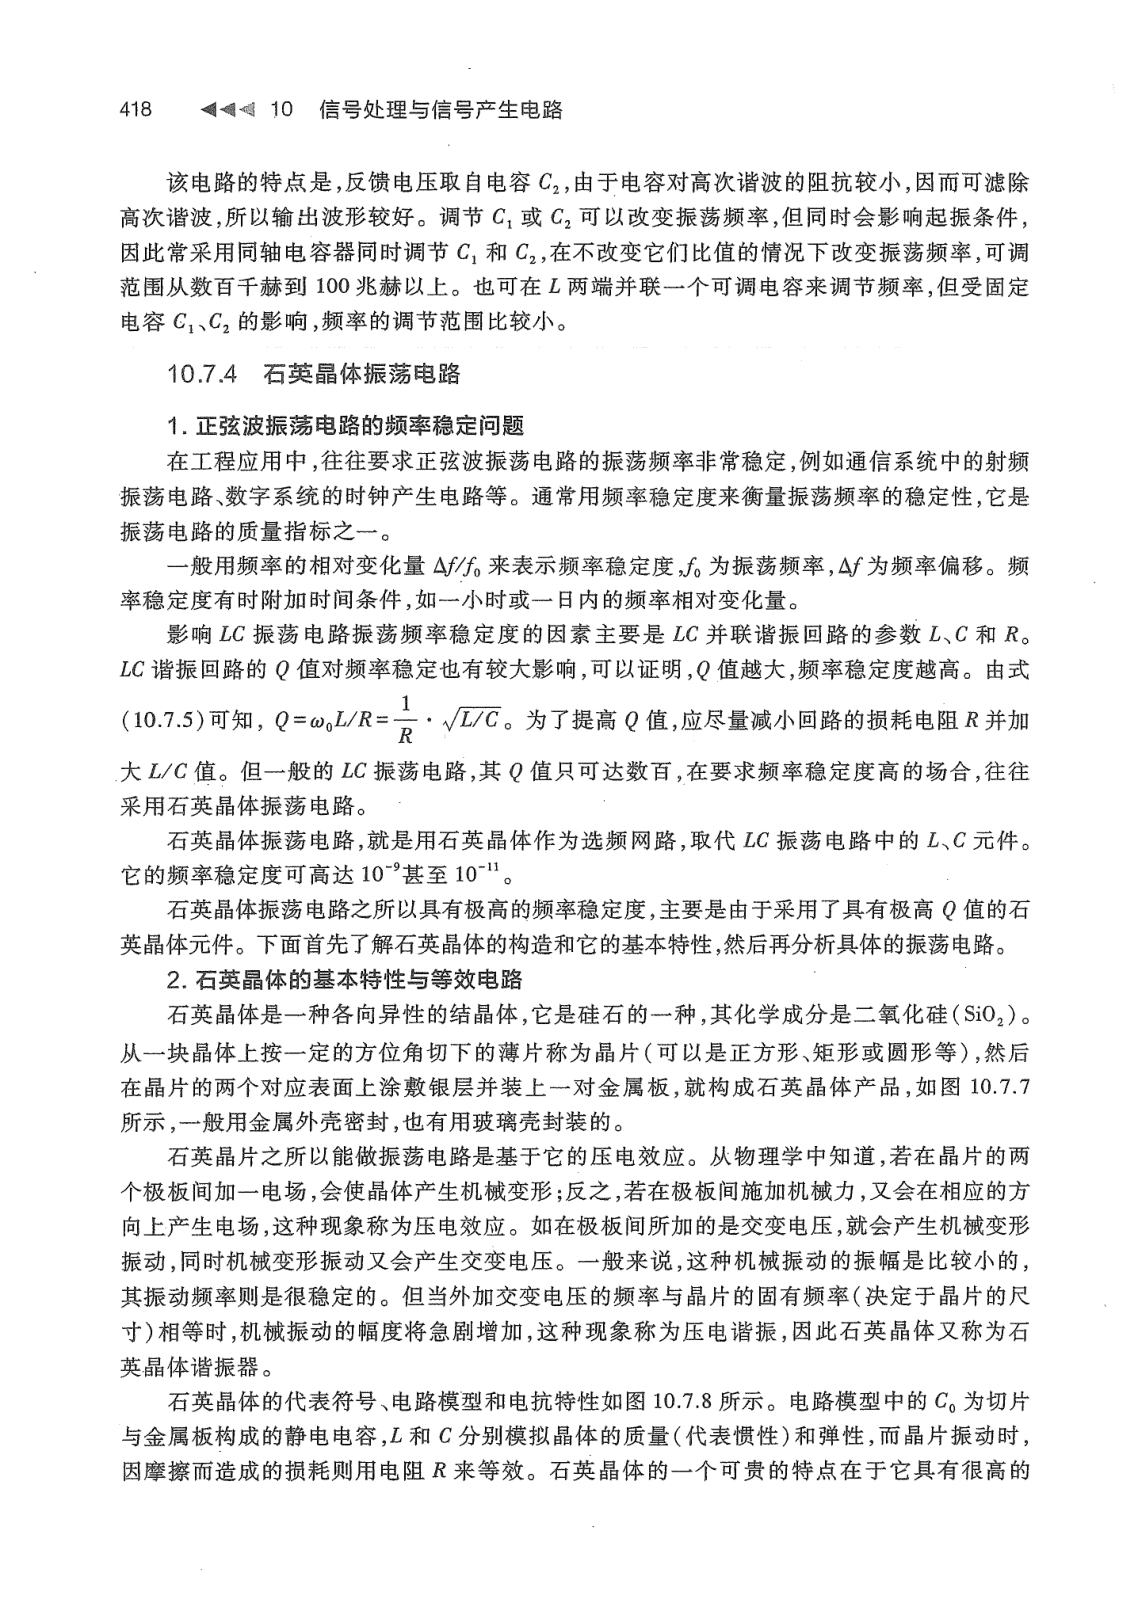 418 ◀◀◀ 10 信号处理与信号产生电路
该电路的特点是,反馈电压取自电容 C₂,由于电容对高次谐波的阻抗较小,因而可滤除
高次谐波,所以输出波形较好。调节 C₁ 或 C₂ 可以改变振荡频率,但同时会影响起振条件,
因此常采用同轴电容器同时调节 C₁ 和 C₂,在不改变它们比值的情况下改变振荡频率,可调
范围从数百千赫到 100 兆赫以上。也可在 L 两端并联一个可调电容来调节频率,但受固定
电容 C₁、C₂ 的影响,频率的调节范围比较小。
10.7.4 石英晶体振荡电路
1. 正弦波振荡电路的频率稳定问题
在工程应用中,往往要求正弦波振荡电路的振荡频率非常稳定,例如通信系统中的射频
振荡电路、数字系统的时钟产生电路等。通常用频率稳定度来衡量振荡频率的稳定性,它是
振荡电路的质量指标之一。
一般用频率的相对变化量 Δf/f₀ 来表示频率稳定度,f₀ 为振荡频率,Δf 为频率偏移。频
率稳定度有时附加时间条件,如一小时或一日内的频率相对变化量。
影响 LC 振荡电路振荡频率稳定度的因素主要是 LC 并联谐振回路的参数 L、C 和 R。
LC 谐振回路的 Q 值对频率稳定也有较大影响,可以证明,Q 值越大,频率稳定度越高。由式
(10.7.5)可知, Q=ω₀L/R=1/R·√L/C。为了提高 Q 值,应尽量减小回路的损耗电阻 R 并加
大 L/C 值。但一般的 LC 振荡电路,其 Q 值只可达数百,在要求频率稳定度高的场合,往往
采用石英晶体振荡电路。
石英晶体振荡电路,就是用石英晶体作为选频网路,取代 LC 振荡电路中的 L、C 元件。
它的频率稳定度可高达 10⁻⁹甚至 10⁻¹¹。
石英晶体振荡电路之所以具有极高的频率稳定度,主要是由于采用了具有极高 Q 值的石
英晶体元件。下面首先了解石英晶体的构造和它的基本特性,然后再分析具体的振荡电路。
2. 石英晶体的基本特性与等效电路
石英晶体是一种各向异性的结晶体,它是硅石的一种,其化学成分是二氧化硅(SiO₂)。
从一块晶体上按一定的方位角切下的薄片称为晶片(可以是正方形、矩形或圆形等),然后
在晶片的两个对应表面上涂敷银层并装上一对金属板,就构成石英晶体产品,如图 10.7.7
所示,一般用金属外壳密封,也有用玻璃壳封装的。
石英晶片之所以能做振荡电路是基于它的压电效应。从物理学中知道,若在晶片的两
个极板间加一电场,会使晶体产生机械变形;反之,若在极板间施加机械力,又会在相应的方
向上产生电场,这种现象称为压电效应。如在极板间所加的是交变电压,就会产生机械变形
振动,同时机械变形振动又会产生交变电压。一般来说,这种机械振动的振幅是比较小的,
其振动频率则是很稳定的。但当外加交变电压的频率与晶片的固有频率(决定于晶片的尺
寸)相等时,机械振动的幅度将急剧增加,这种现象称为压电谐振,因此石英晶体又称为石
英晶体谐振器。
石英晶体的代表符号、电路模型和电抗特性如图 10.7.8 所示。电路模型中的 C₀ 为切片
与金属板构成的静电电容,L 和 C 分别模拟晶体的质量(代表惯性)和弹性,而晶片振动时,
因摩擦而造成的损耗则用电阻 R 来等效。石英晶体的一个可贵的特点在于它具有很高的